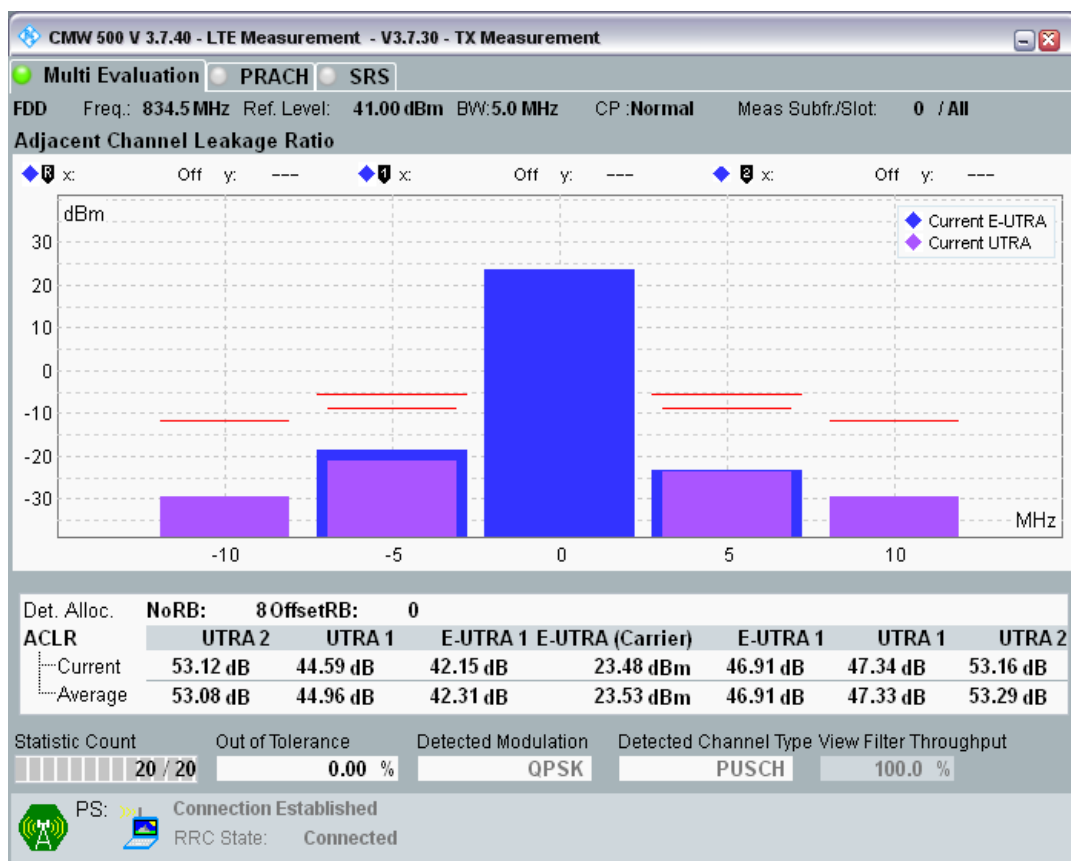 CMW 500 V 3.7.40 - LTE Measurement - V3.7.30 - TX Measurement
Multi Evaluation PRACH SRS
FDD Freq.: 834.5 MHz Ref. Level: 41.00 dBm BW:5.0 MHz CP :Normal Meas Subfr./Slot: 0 / All
Adjacent Channel Leakage Ratio
R x: Off y: --- 1 x: Off y: --- 2 x: Off y: ---
dBm
Current E-UTRA
Current UTRA
30
20
10
0
-10
-20
-30
MHz
-10 -5 0 5 10
Det. Alloc. NoRB: 8 OffsetRB: 0
ACLR UTRA 2 UTRA 1 E-UTRA 1 E-UTRA (Carrier) E-UTRA 1 UTRA 1 UTRA 2
Current 53.12 dB 44.59 dB 42.15 dB 23.48 dBm 46.91 dB 47.34 dB 53.16 dB
Average 53.08 dB 44.96 dB 42.31 dB 23.53 dBm 46.91 dB 47.33 dB 53.29 dB
Statistic Count Out of Tolerance Detected Modulation Detected Channel Type View Filter Throughput
20 / 20 0.00 % QPSK PUSCH 100.0 %
PS: Connection Established
RRC State: Connected